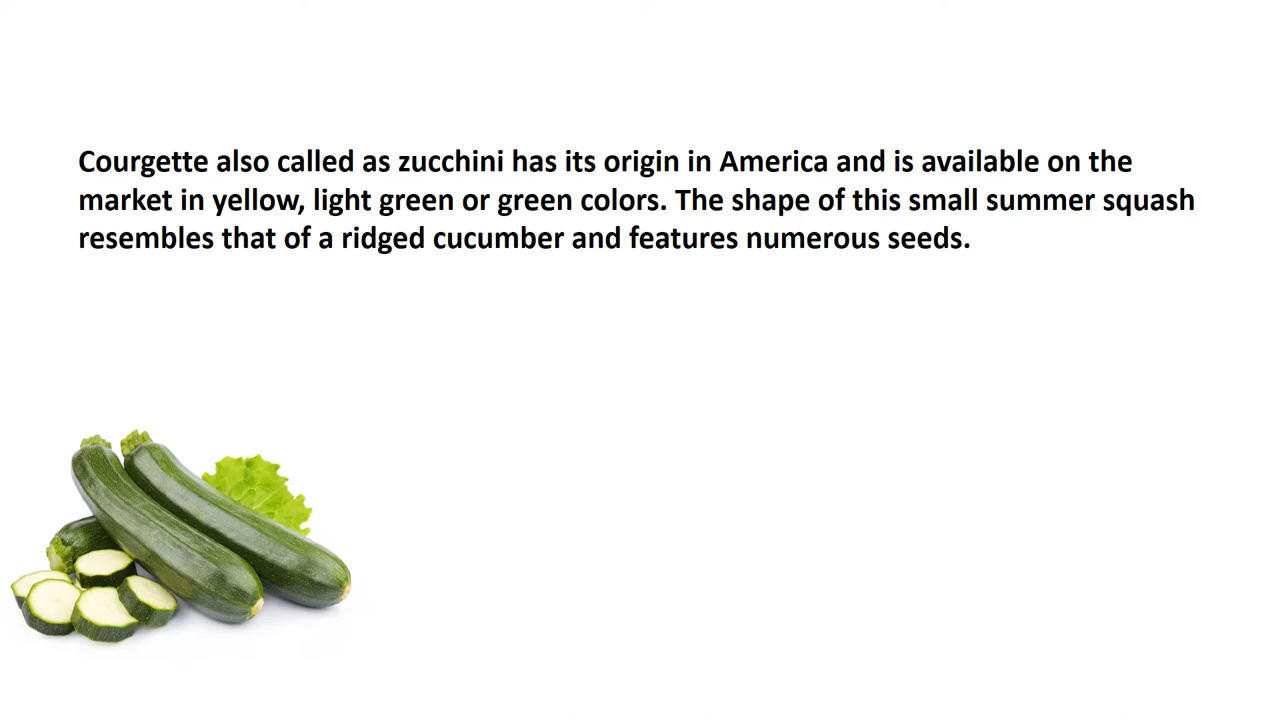 Courgette also called as zucchini has its origin in America and is available on the
market in yellow, light green or green colors. The shape of this small summer squash
resembles that of a ridged cucumber and features numerous seeds.